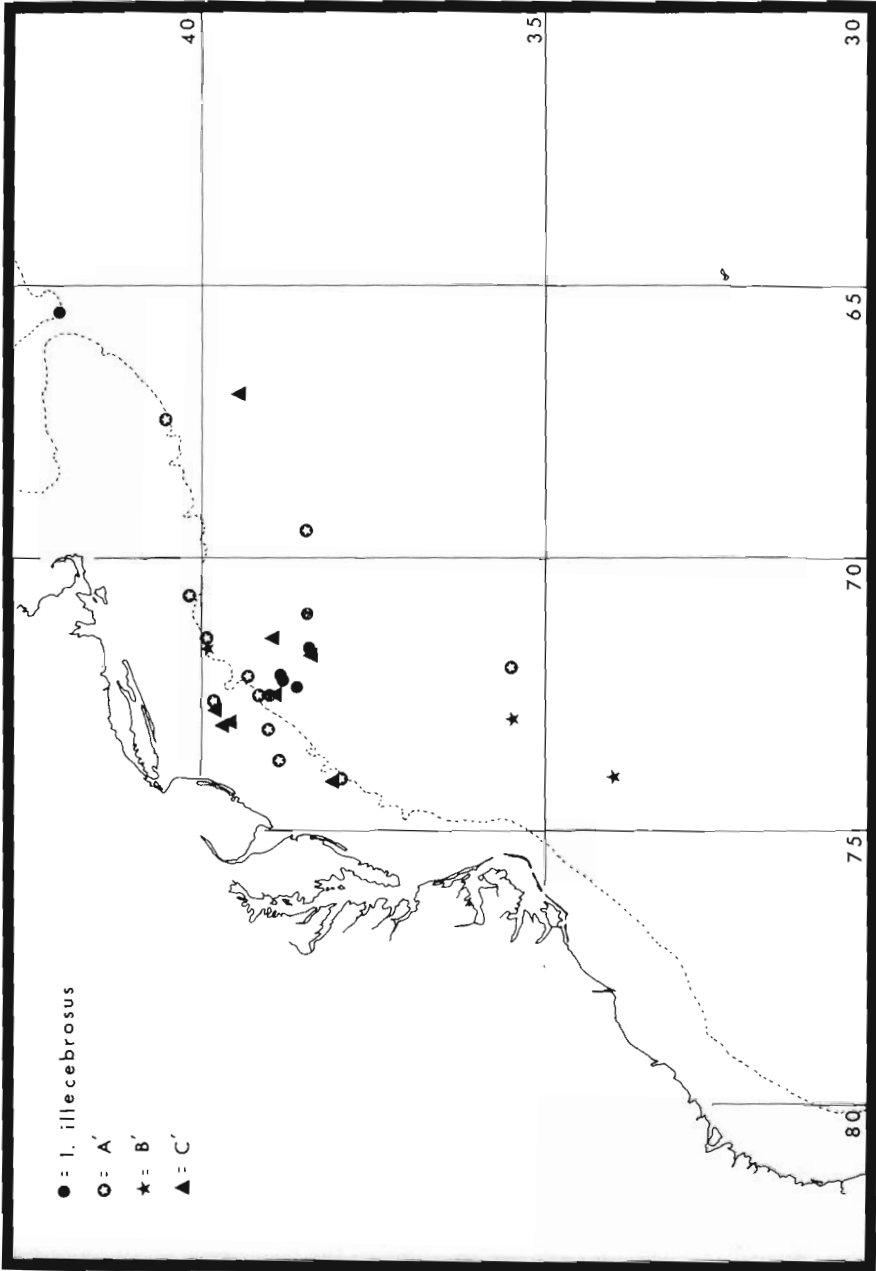 ● = I. illecebrosus
✪ = A′
★ = B′
▲ = C′
40
35
30
65
70
75
80